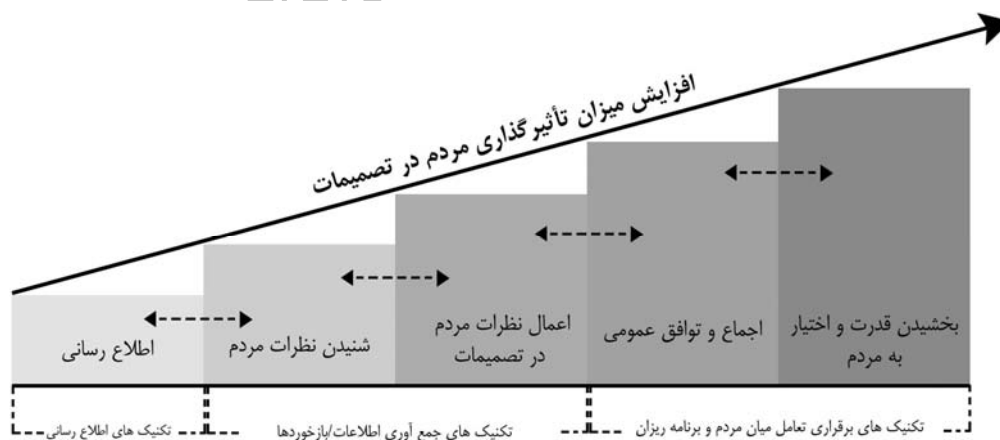 افزایش میزان تأثیرگذاری مردم در تصمیمات
بخشیدن قدرت و اختیار
به مردم
اجماع و توافق عمومی
اعمال نظرات مردم
در تصمیمات
شنیدن نظرات مردم
اطلاع رسانی
تکنیک های برقراری تعامل میان مردم و برنامه ریزان
تکنیک های جمع آوری اطلاعات/بازخوردها
تکنیک های اطلاع رسانی